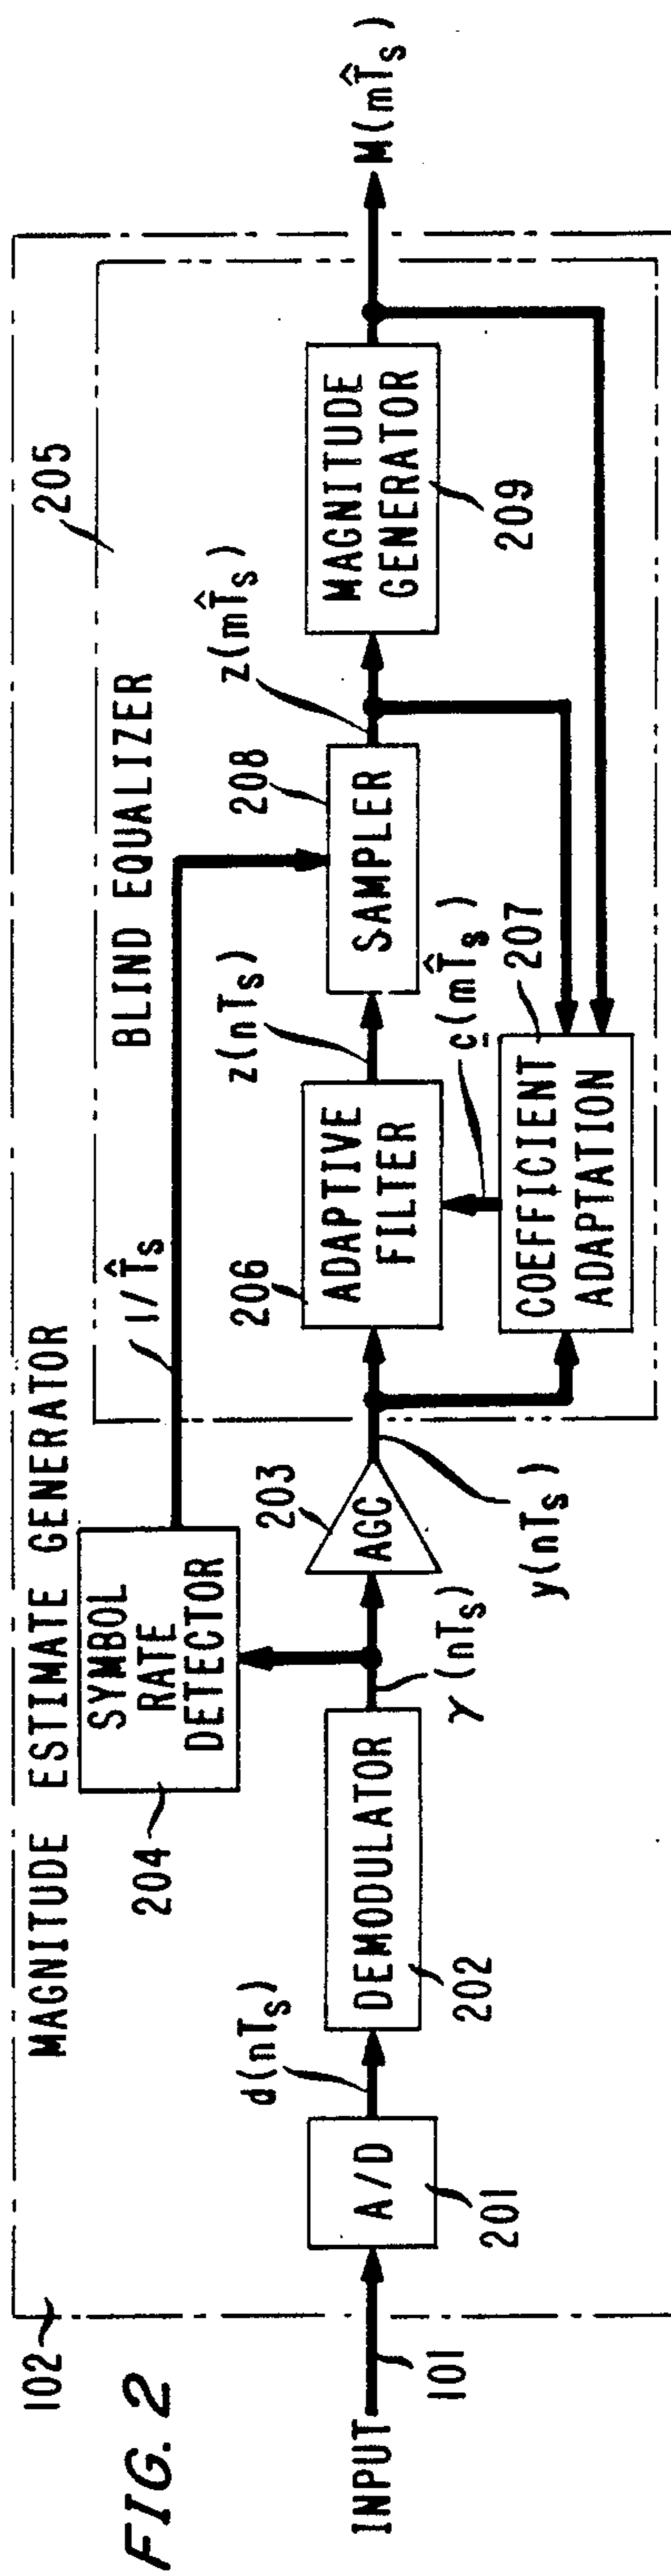 FIG. 2
102
MAGNITUDE ESTIMATE GENERATOR
205
BLIND EQUALIZER
SYMBOL
RATE
DETECTOR
204
1/T̂s
INPUT
101
A/D
201
d(nTs)
DEMODULATOR
202
γ(nTs)
AGC
203
y(nTs)
ADAPTIVE
FILTER
206
z(nTs)
SAMPLER
208
z(mT̂s)
MAGNITUDE
GENERATOR
209
M(mT̂s)
c(mT̂s)
COEFFICIENT
ADAPTATION
207